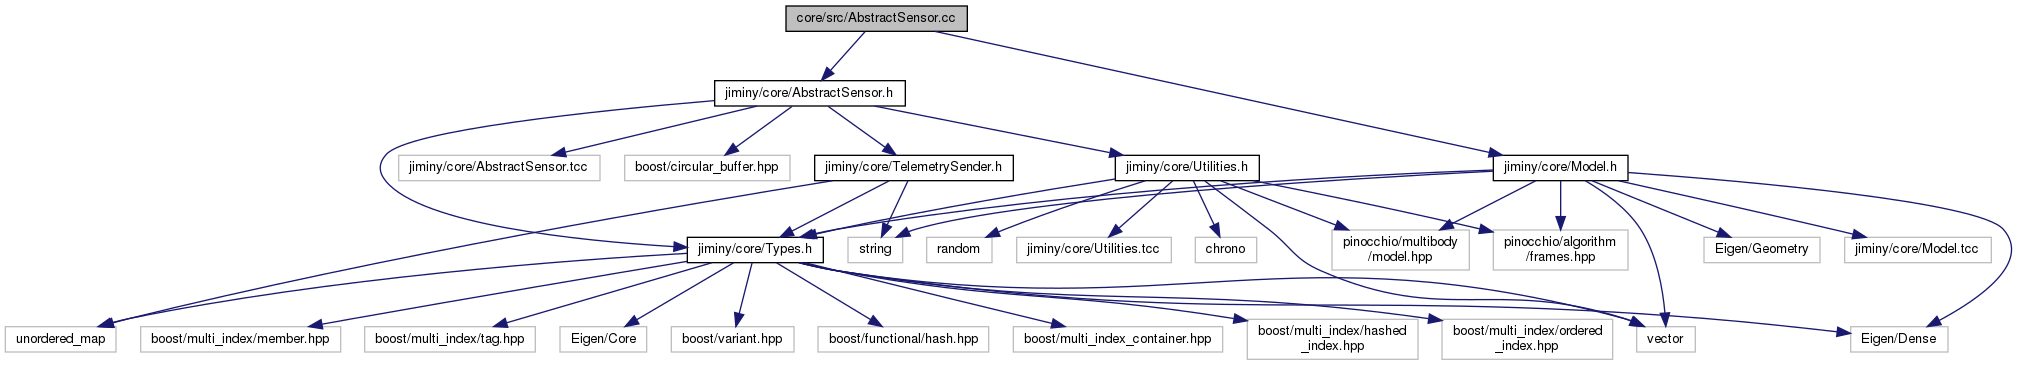 core/src/AbstractSensor.cc
jiminy/core/AbstractSensor.h
jiminy/core/AbstractSensor.tcc
boost/circular_buffer.hpp
jiminy/core/TelemetrySender.h
jiminy/core/Utilities.h
jiminy/core/Model.h
jiminy/core/Types.h
string
random
jiminy/core/Utilities.tcc
chrono
pinocchio/multibody
/model.hpp
pinocchio/algorithm
/frames.hpp
Eigen/Geometry
jiminy/core/Model.tcc
unordered_map
boost/multi_index/member.hpp
boost/multi_index/tag.hpp
Eigen/Core
boost/variant.hpp
boost/functional/hash.hpp
boost/multi_index_container.hpp
boost/multi_index/hashed
_index.hpp
boost/multi_index/ordered
_index.hpp
vector
Eigen/Dense